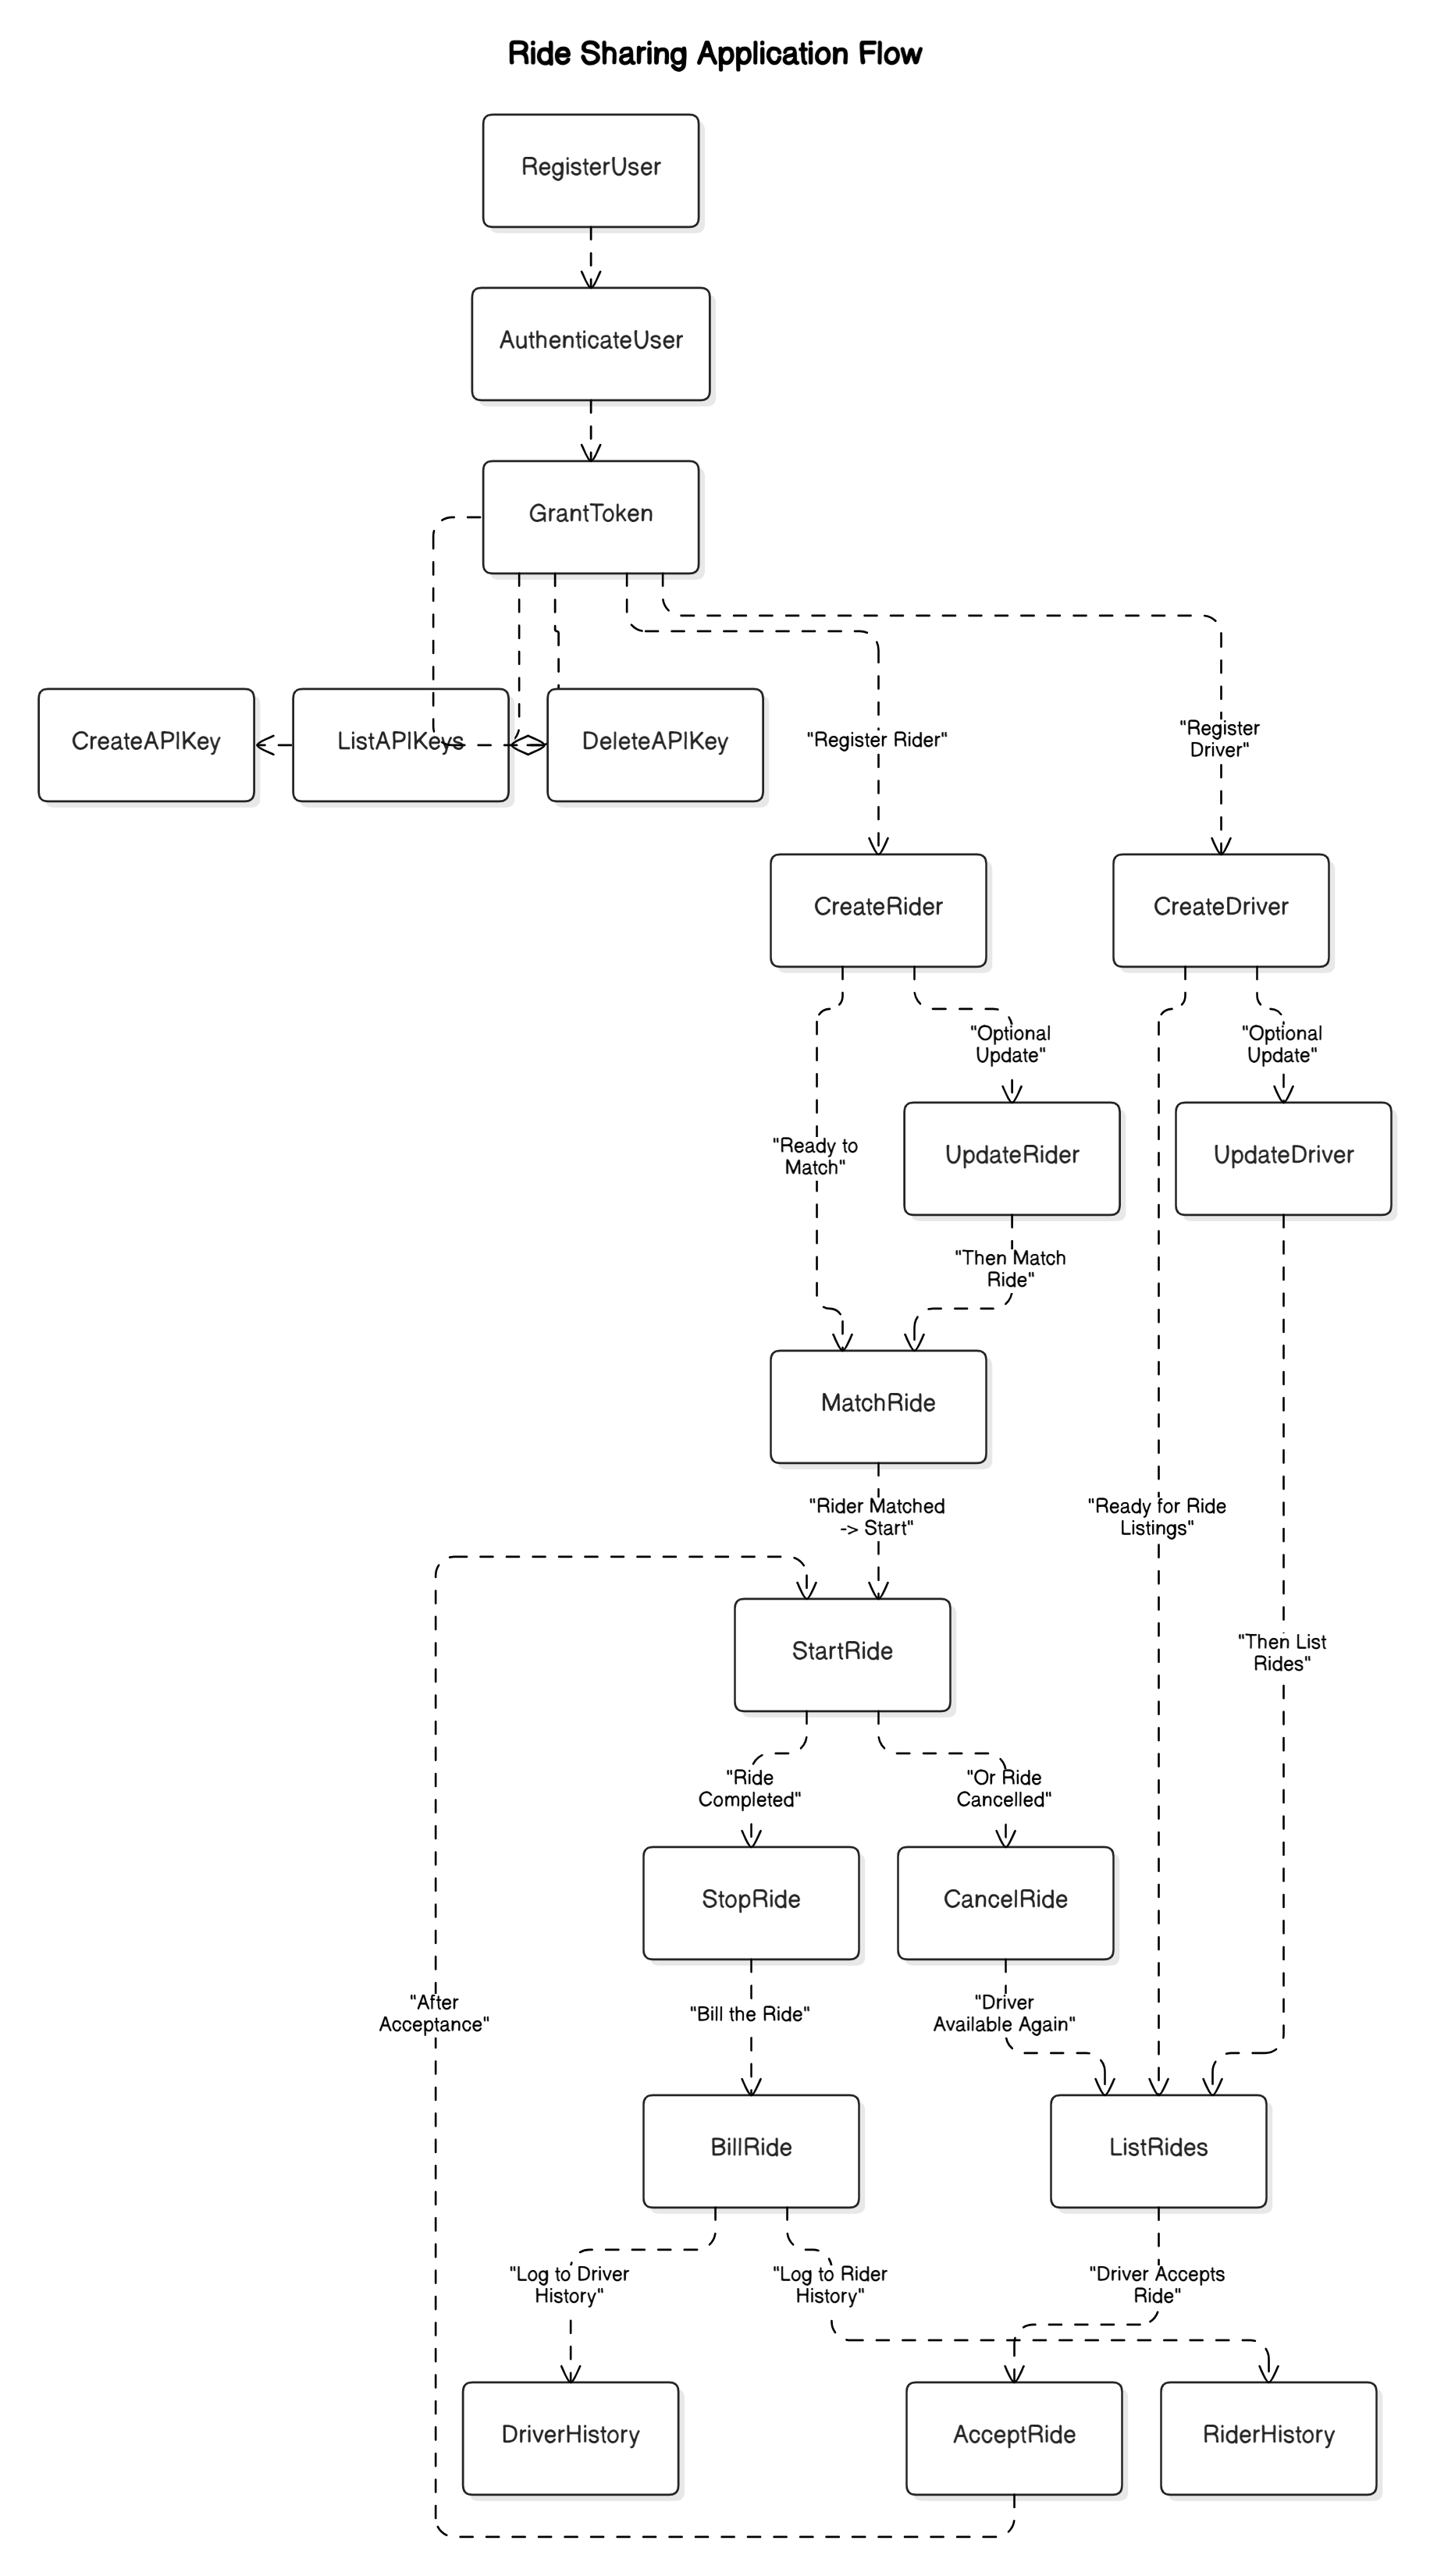 Ride Sharing Application Flow
RegisterUser
AuthenticateUser
GrantToken
CreateAPIKey
ListAPIKeys
DeleteAPIKey
"Register Rider"
"Register
Driver"
CreateRider
CreateDriver
"Optional
Update"
"Optional
Update"
"Ready to
Match"
UpdateRider
UpdateDriver
"Then Match
Ride"
MatchRide
"Rider Matched
-> Start"
"Ready for Ride
Listings"
StartRide
"Then List
Rides"
"Ride
Completed"
"Or Ride
Cancelled"
StopRide
CancelRide
"After
Acceptance"
"Bill the Ride"
"Driver
Available Again"
BillRide
ListRides
"Log to Driver
History"
"Log to Rider
History"
"Driver Accepts
Ride"
DriverHistory
AcceptRide
RiderHistory